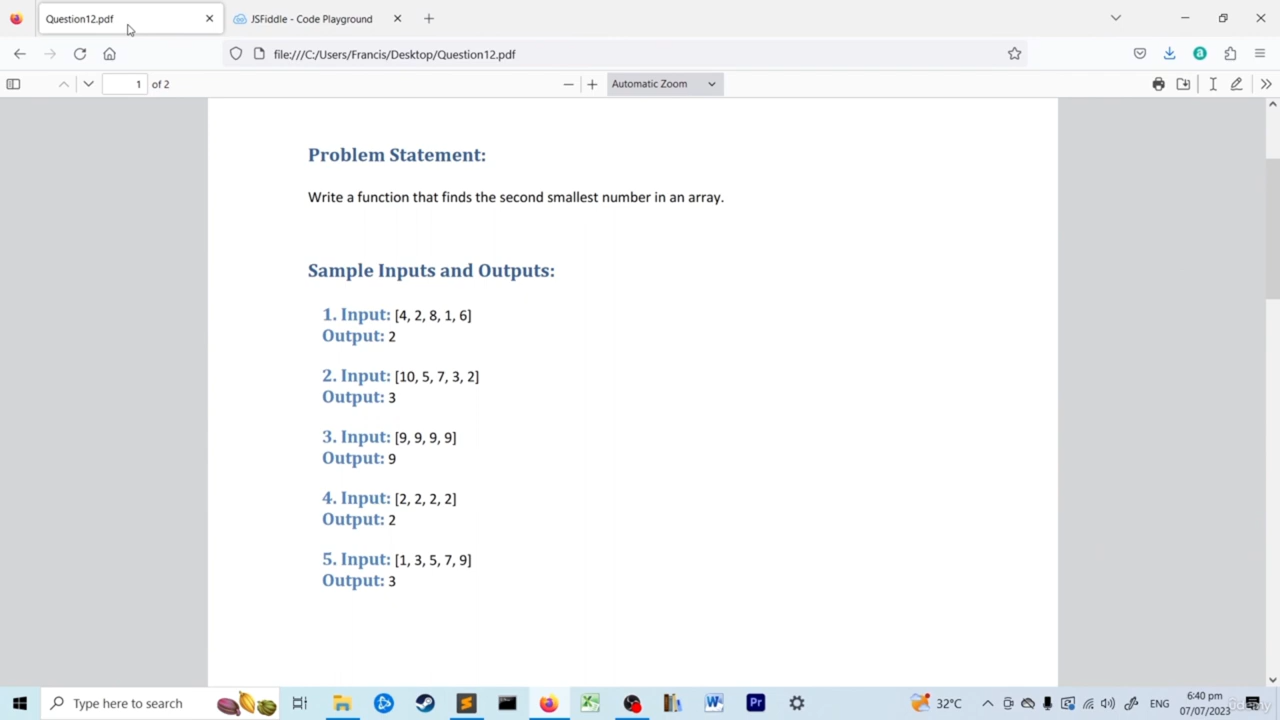 Question12.pdf
JSFiddle - Code Playground
file:///C:/Users/Francis/Desktop/Question12.pdf
1 of 2
Automatic Zoom
Problem Statement:
Write a function that finds the second smallest number in an array.
Sample Inputs and Outputs:
1. Input: [4, 2, 8, 1, 6]
Output: 2
2. Input: [10, 5, 7, 3, 2]
Output: 3
3. Input: [9, 9, 9, 9]
Output: 9
4. Input: [2, 2, 2, 2]
Output: 2
5. Input: [1, 3, 5, 7, 9]
Output: 3
Type here to search
32°C
ENG
6:40 pm
07/07/2023